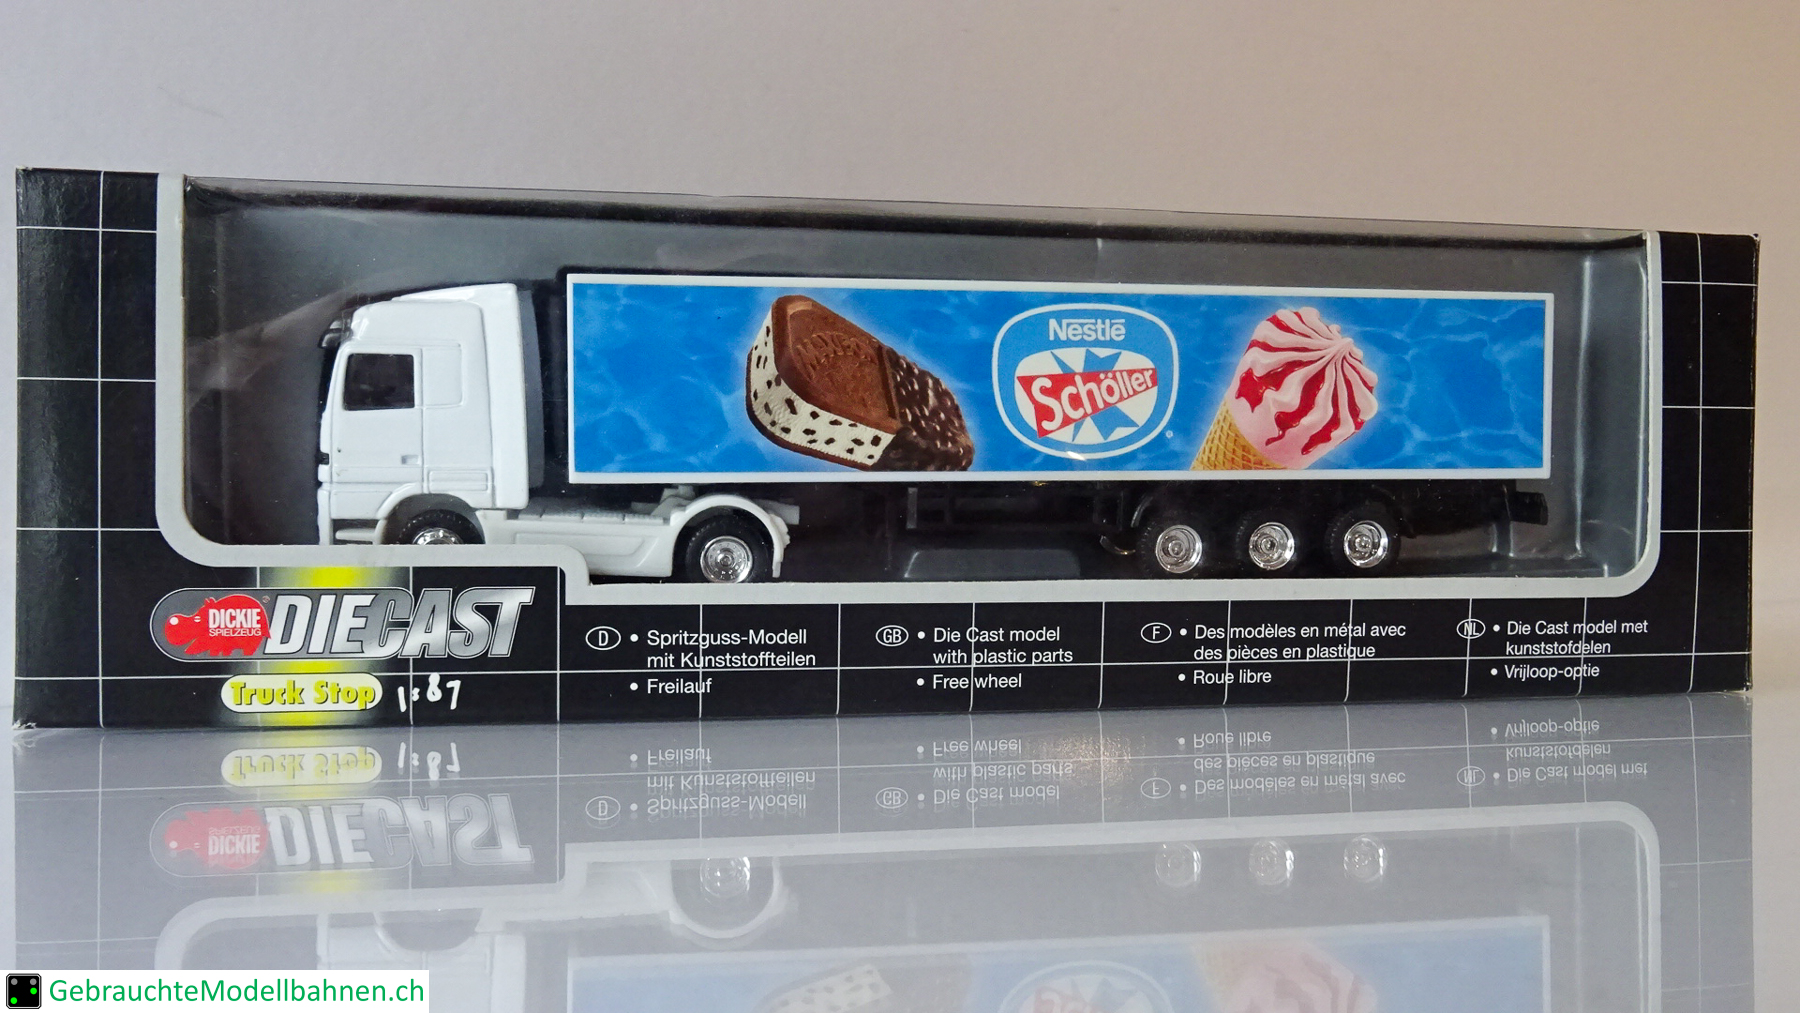 Nestlé
Schöller
DICKIE
SPIELZEUG
DIECAST
Truck Stop 1:87
D • Spritzguss-Modell
mit Kunststoffteilen
• Freilauf
GB • Die Cast model
with plastic parts
• Free wheel
F • Des modèles en métal avec
des pièces en plastique
• Roue libre
NL • Die Cast model met
kunststofdelen
• Vrijloop-optie
GebrauchteModellbahnen.ch